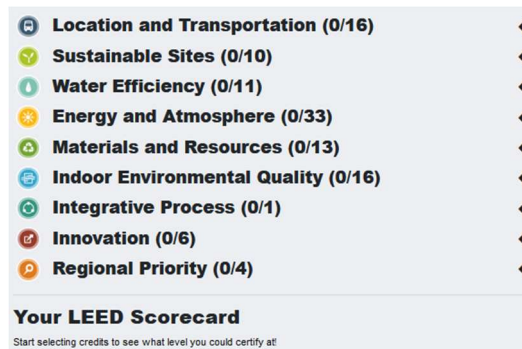 Location and Transportation (0/16)
Sustainable Sites (0/10)
Water Efficiency (0/11)
Energy and Atmosphere (0/33)
Materials and Resources (0/13)
Indoor Environmental Quality (0/16)
Integrative Process (0/1)
Innovation (0/6)
Regional Priority (0/4)
Your LEED Scorecard
Start selecting credits to see what level you could certify at!